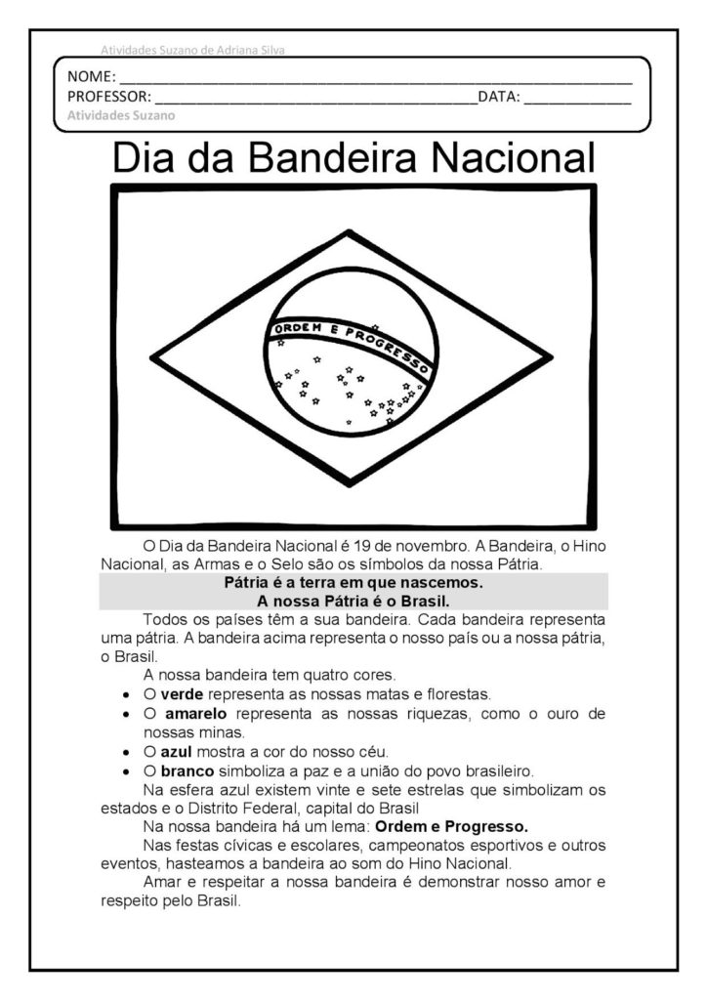 Atividades Suzano de Adriana Silva
NOME: ____________________________________________________________
PROFESSOR: ______________________________________DATA: _____________
Atividades Suzano
Dia da Bandeira Nacional
ORDEM E PROGRESSO
O Dia da Bandeira Nacional é 19 de novembro. A Bandeira, o Hino
Nacional, as Armas e o Selo são os símbolos da nossa Pátria.
Pátria é a terra em que nascemos.
A nossa Pátria é o Brasil.
Todos os países têm a sua bandeira. Cada bandeira representa
uma pátria. A bandeira acima representa o nosso país ou a nossa pátria,
o Brasil.
A nossa bandeira tem quatro cores.
• O verde representa as nossas matas e florestas.
• O amarelo representa as nossas riquezas, como o ouro de
nossas minas.
• O azul mostra a cor do nosso céu.
• O branco simboliza a paz e a união do povo brasileiro.
Na esfera azul existem vinte e sete estrelas que simbolizam os
estados e o Distrito Federal, capital do Brasil
Na nossa bandeira há um lema: Ordem e Progresso.
Nas festas cívicas e escolares, campeonatos esportivos e outros
eventos, hasteamos a bandeira ao som do Hino Nacional.
Amar e respeitar a nossa bandeira é demonstrar nosso amor e
respeito pelo Brasil.